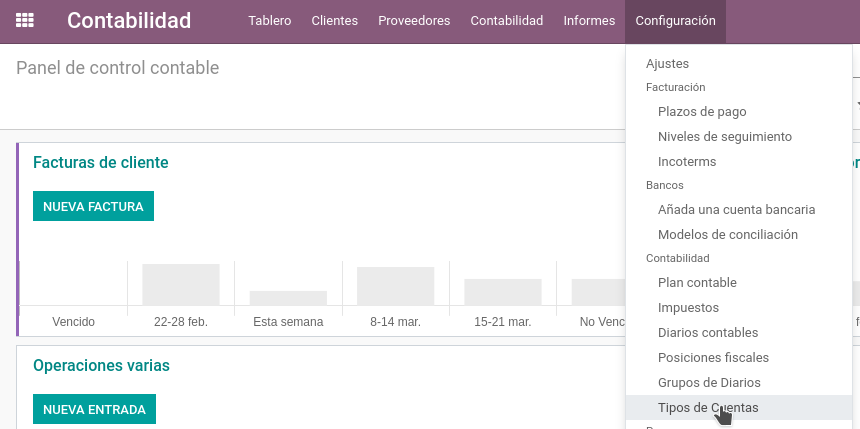 Contabilidad
Tablero
Clientes
Proveedores
Contabilidad
Informes
Configuración
Panel de control contable
Ajustes
Facturación
Plazos de pago
Niveles de seguimiento
Incoterms
Bancos
Añada una cuenta bancaria
Modelos de conciliación
Contabilidad
Plan contable
Impuestos
Diarios contables
Posiciones fiscales
Grupos de Diarios
Tipos de Cuentas
Facturas de cliente
NUEVA FACTURA
Vencido
22-28 feb.
Esta semana
8-14 mar.
15-21 mar.
No Venc
Operaciones varias
NUEVA ENTRADA